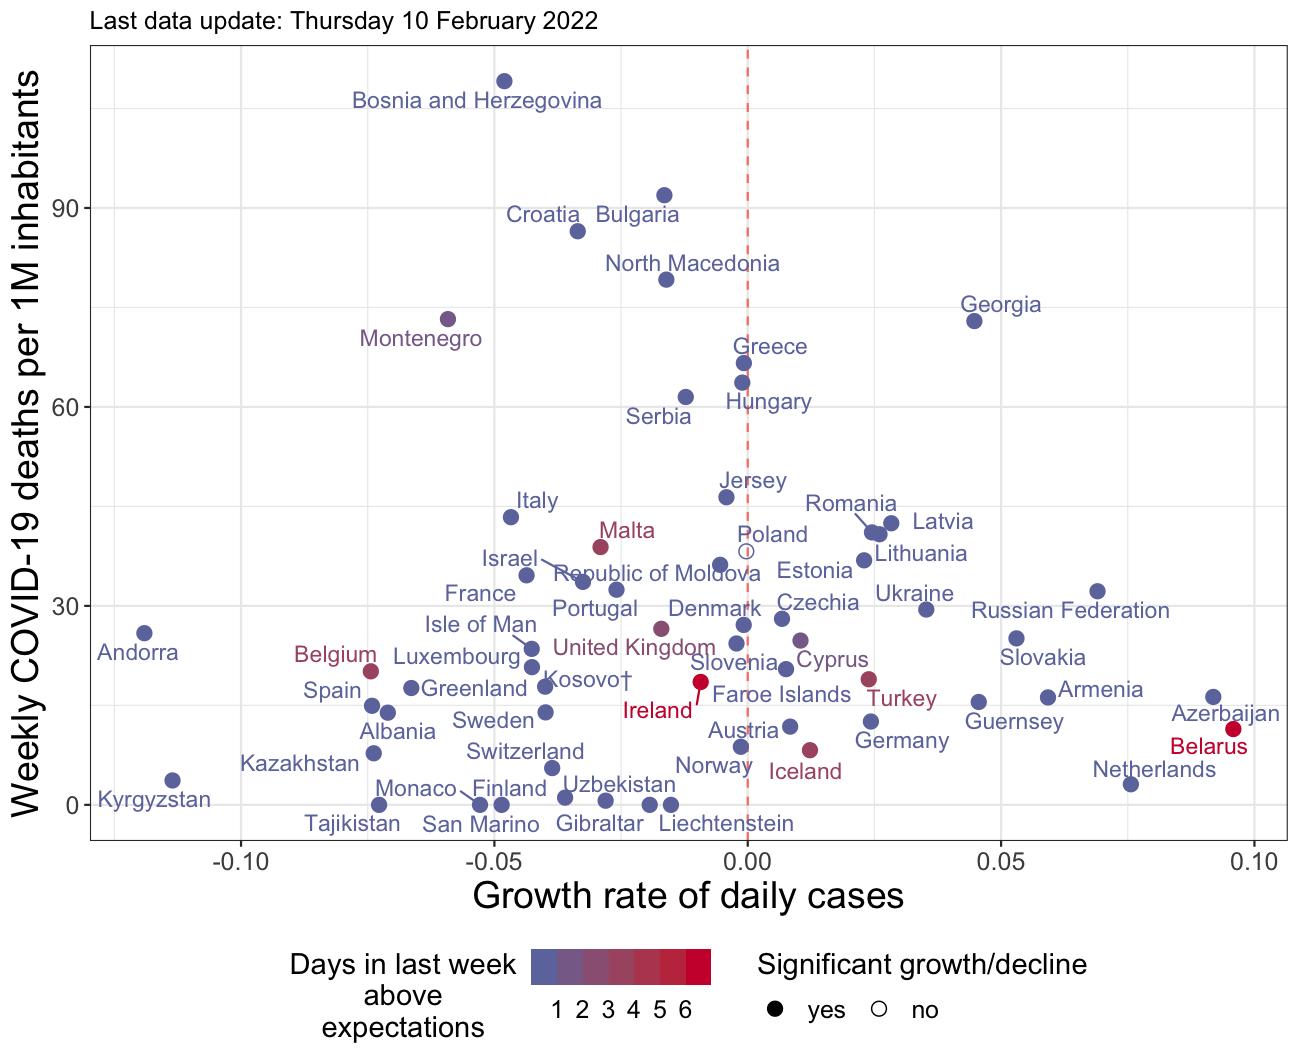 Last data update: Thursday 10 February 2022
Weekly COVID-19 deaths per 1M inhabitants
90
60
30
0
Bosnia and Herzegovina
Croatia
Bulgaria
North Macedonia
Georgia
Montenegro
Greece
Hungary
Serbia
Jersey
Italy
Romania
Latvia
Malta
Poland
Lithuania
Israel
Republic of Moldova
Estonia
France
Portugal
Denmark
Czechia
Ukraine
Russian Federation
Isle of Man
Andorra
Belgium
Luxembourg
United Kingdom
Slovenia
Cyprus
Slovakia
Spain
Greenland
Kosovo†
Faroe Islands
Turkey
Armenia
Ireland
Azerbaijan
Albania
Sweden
Austria
Germany
Guernsey
Belarus
Switzerland
Kazakhstan
Norway
Iceland
Netherlands
Kyrgyzstan
Monaco
Finland
Uzbekistan
Tajikistan
San Marino
Gibraltar
Liechtenstein
-0.10
-0.05
0.00
0.05
0.10
Growth rate of daily cases
Days in last week
above
expectations
1 2 3 4 5 6
Significant growth/decline
yes
no